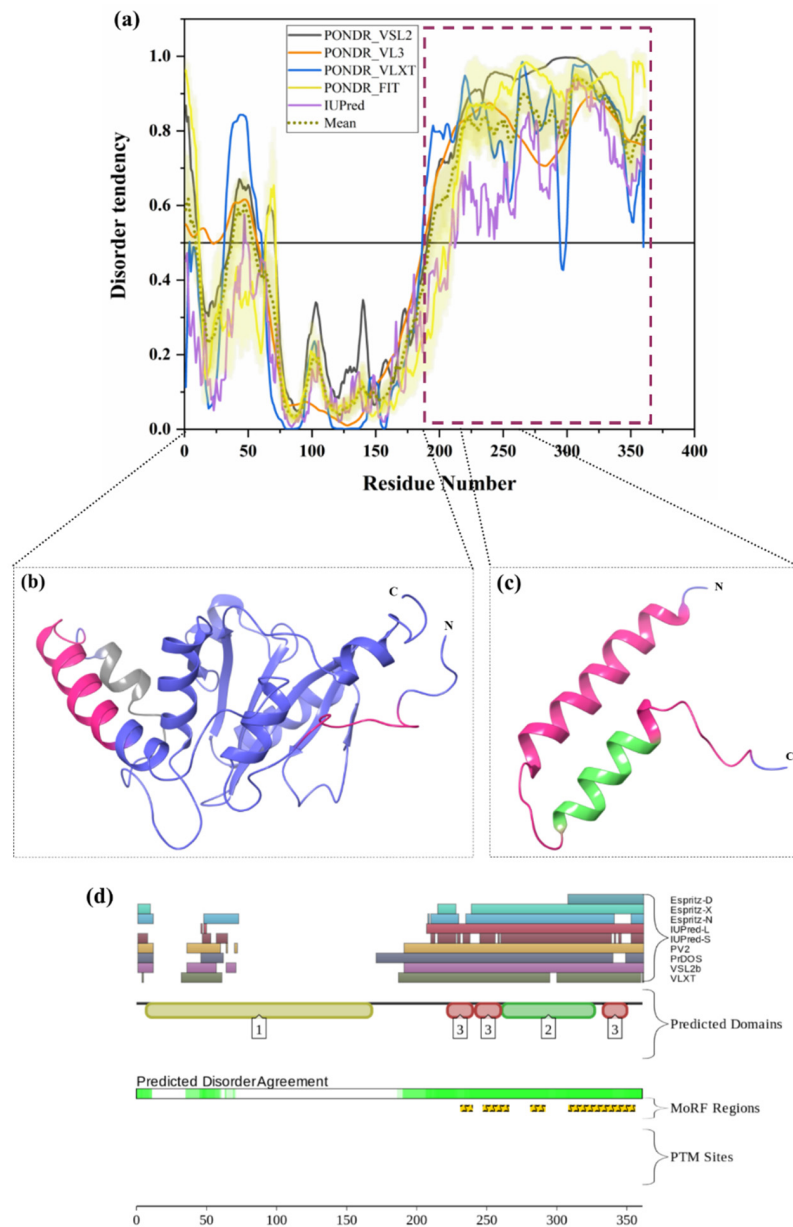 (a)
PONDR_VSL2
PONDR_VL3
PONDR_VLXT
PONDR_FIT
IUPred
Mean
Disorder tendency
1.0
0.8
0.6
0.4
0.2
0.0
0 50 100 150 200 250 300 350 400
Residue Number
(b)
C
N
(c)
N
C
(d)
Espritz-D
Espritz-X
Espritz-N
IUPred-L
IUPred-S
PV2
PrDOS
VSL2b
VLXT
1 3 3 2 3
Predicted Domains
Predicted Disorder Agreement
MoRF Regions
PTM Sites
0 50 100 150 200 250 300 350